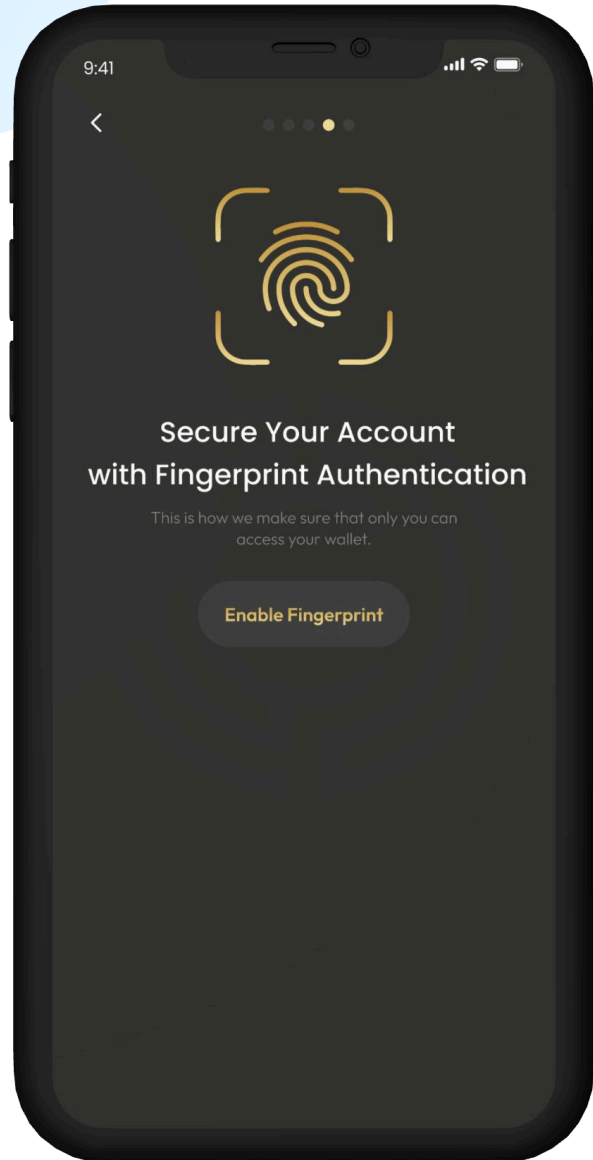 9:41
Secure Your Account
with Fingerprint Authentication
This is how we make sure that only you can
access your wallet.
Enable Fingerprint